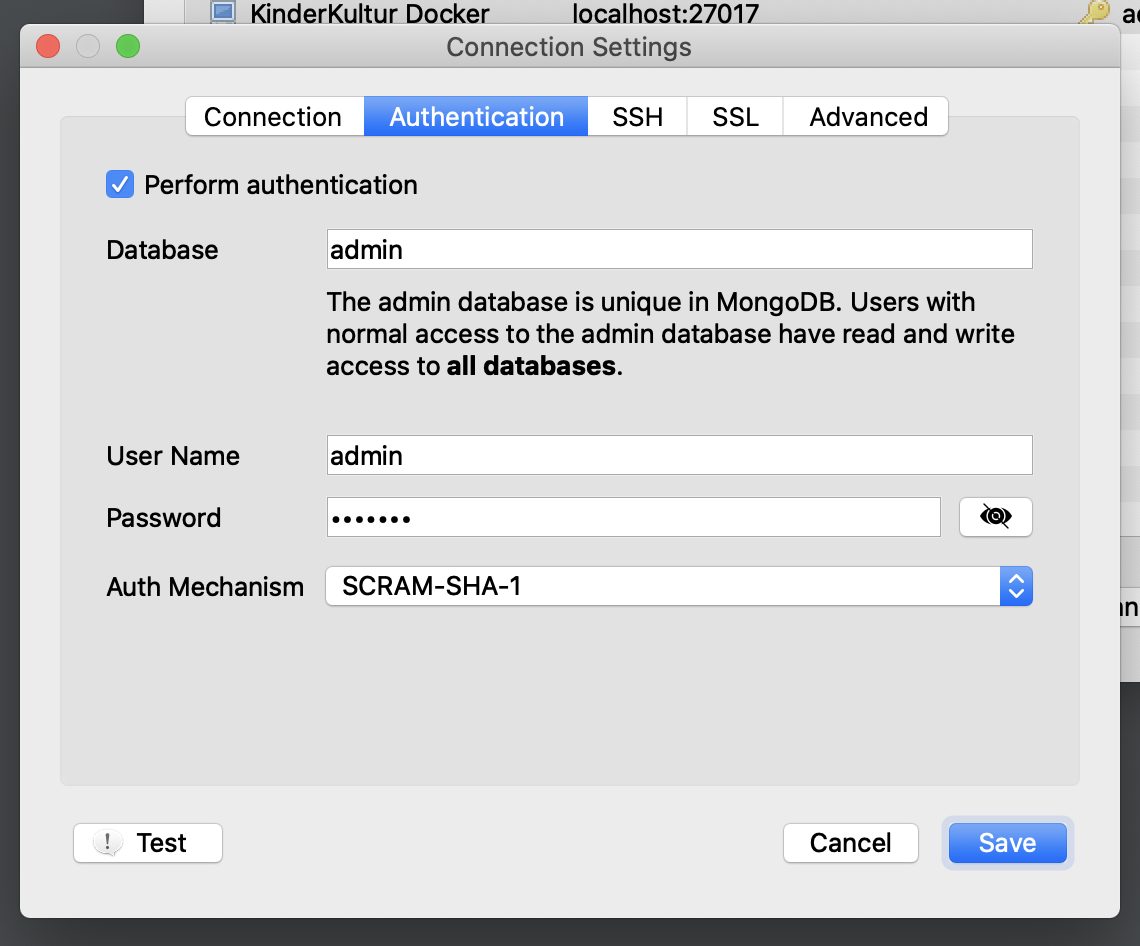 KinderKultur Docker localhost:27017
Connection Settings
Connection Authentication SSH SSL Advanced
Perform authentication
Database admin
The admin database is unique in MongoDB. Users with
normal access to the admin database have read and write
access to all databases.
User Name admin
Password •••••••
Auth Mechanism SCRAM-SHA-1
! Test Cancel Save